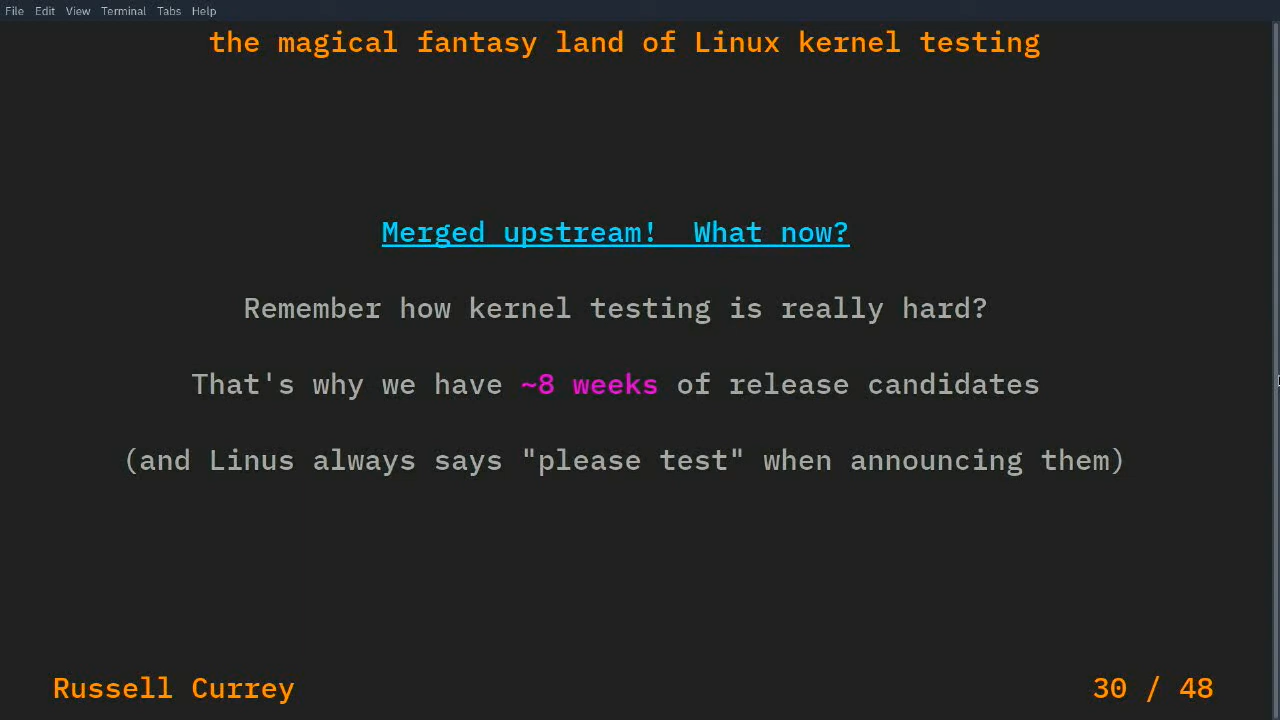 File Edit View Terminal Tabs Help
the magical fantasy land of Linux kernel testing
Merged upstream!  What now?
Remember how kernel testing is really hard?
That's why we have ~8 weeks of release candidates
(and Linus always says "please test" when announcing them)
Russell Currey
30 / 48